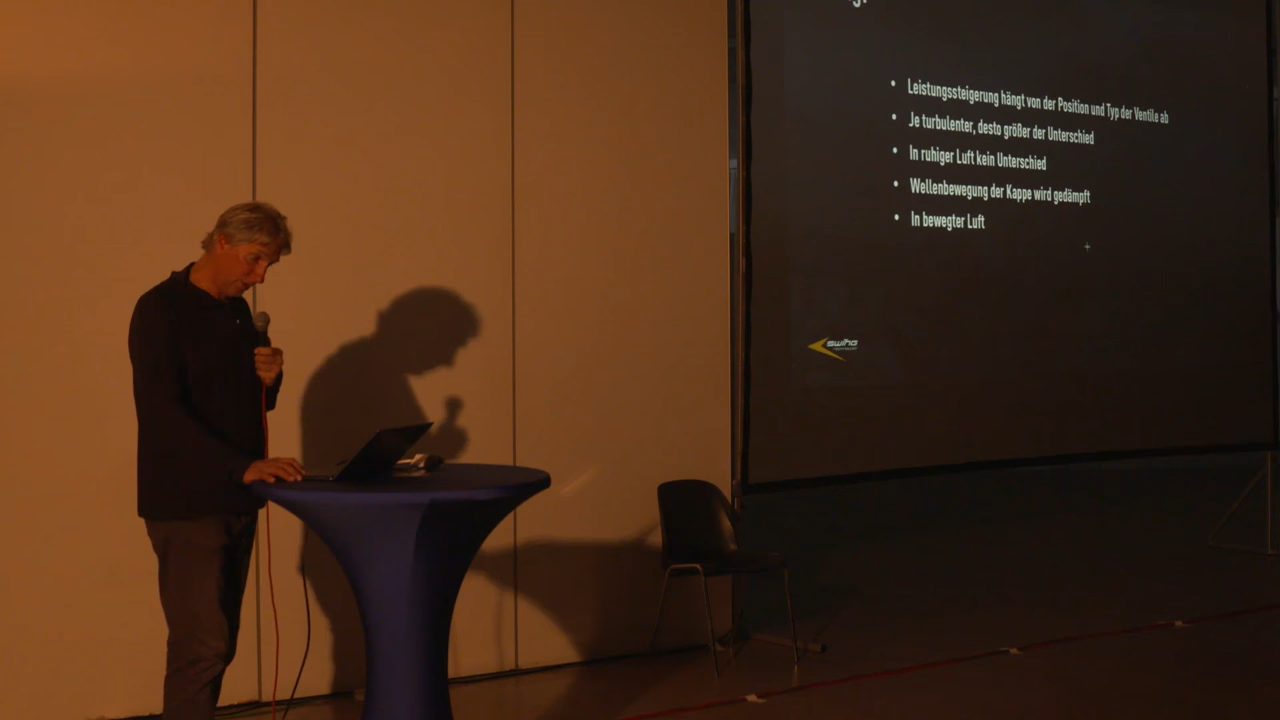 Leistungssteigerung hängt von der Position und Typ der Ventile ab
Je turbulenter, desto größer der Unterschied
In ruhiger Luft kein Unterschied
Wellenbewegung der Kappe wird gedämpft
In bewegter Luft
swing